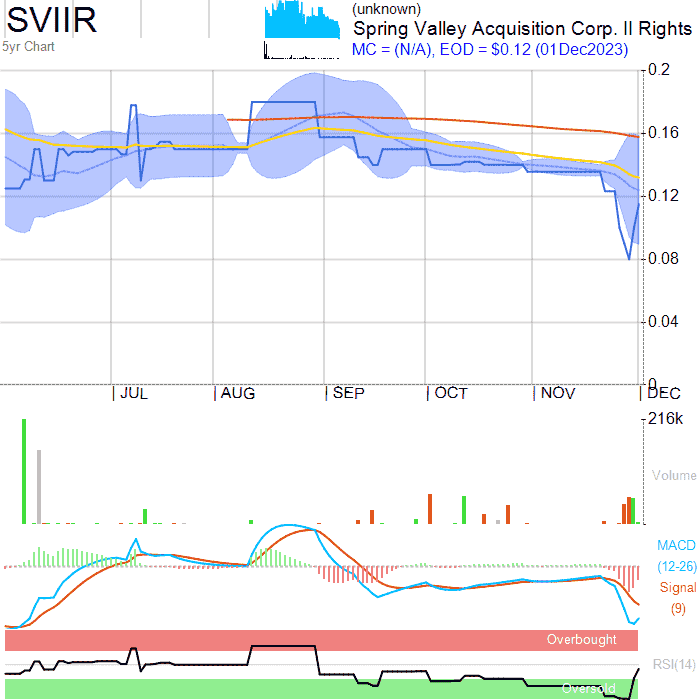 SVIIR
5yr Chart
(unknown)
Spring Valley Acquisition Corp. II Rights
MC = (N/A), EOD = $0.12 (01Dec2023)
0.2
0.16
0.12
0.08
0.04
0
JUL
AUG
SEP
OCT
NOV
DEC
216k
Volume
MACD
(12-26)
Signal
(9)
Overbought
RSI(14)
Oversold